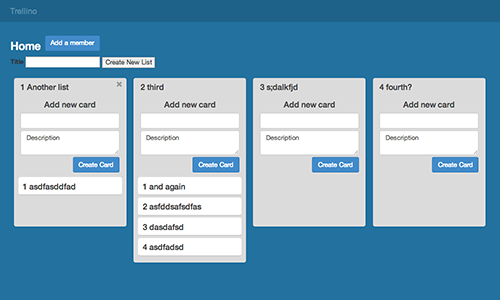 Trellino
Home Add a member
Title Create New List
1 Another list ✖
Add new card
Description
Create Card
1 asdfasddfad
2 third
Add new card
Description
Create Card
1 and again
2 asfddsafsdfas
3 dasdafsd
4 asdfadsd
3 s;dalkfjd
Add new card
Description
Create Card
4 fourth?
Add new card
Description
Create Card